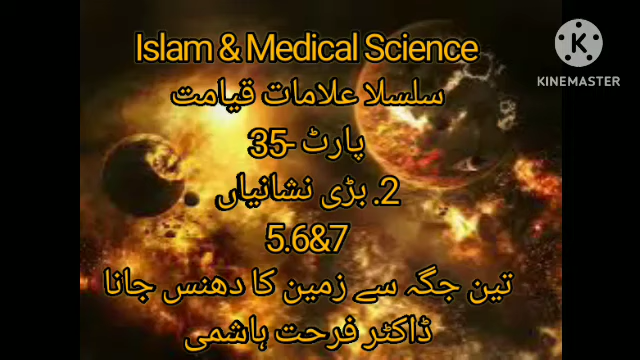 Islam & Medical Science
سلسلا علامات قیامت
پارٹ -35
2. بڑی نشانیاں
5.6&7
تین جگہ سے زمین کا دھنس جانا
ڈاکٹر فرحت ہاشمی
K
KINEMASTER